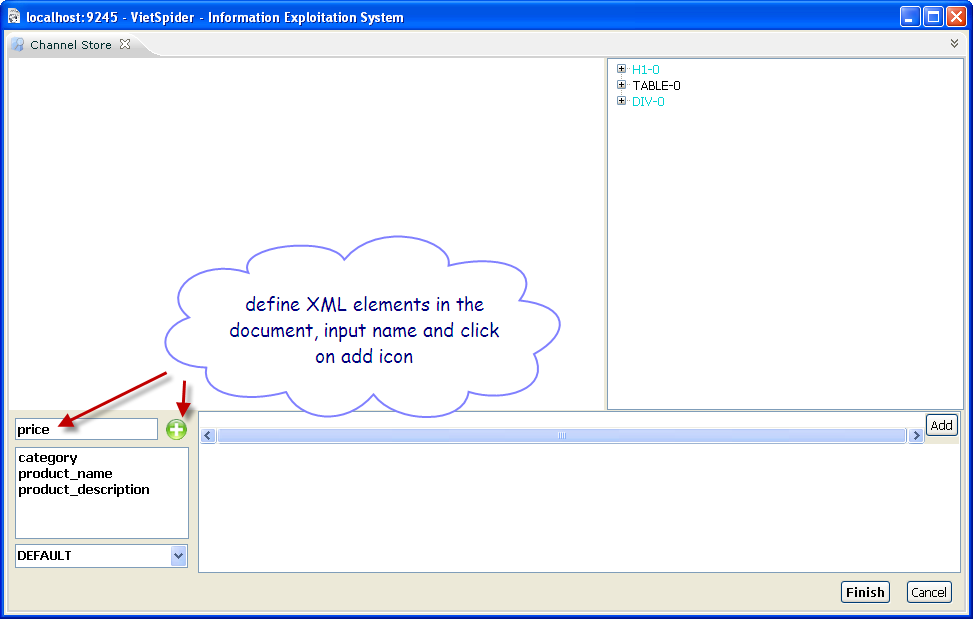 localhost:9245 - VietSpider - Information Exploitation System
Channel Store
H1-0
TABLE-0
DIV-0
define XML elements in the
document, input name and click
on add icon
price
Add
category
product_name
product_description
DEFAULT
Finish
Cancel